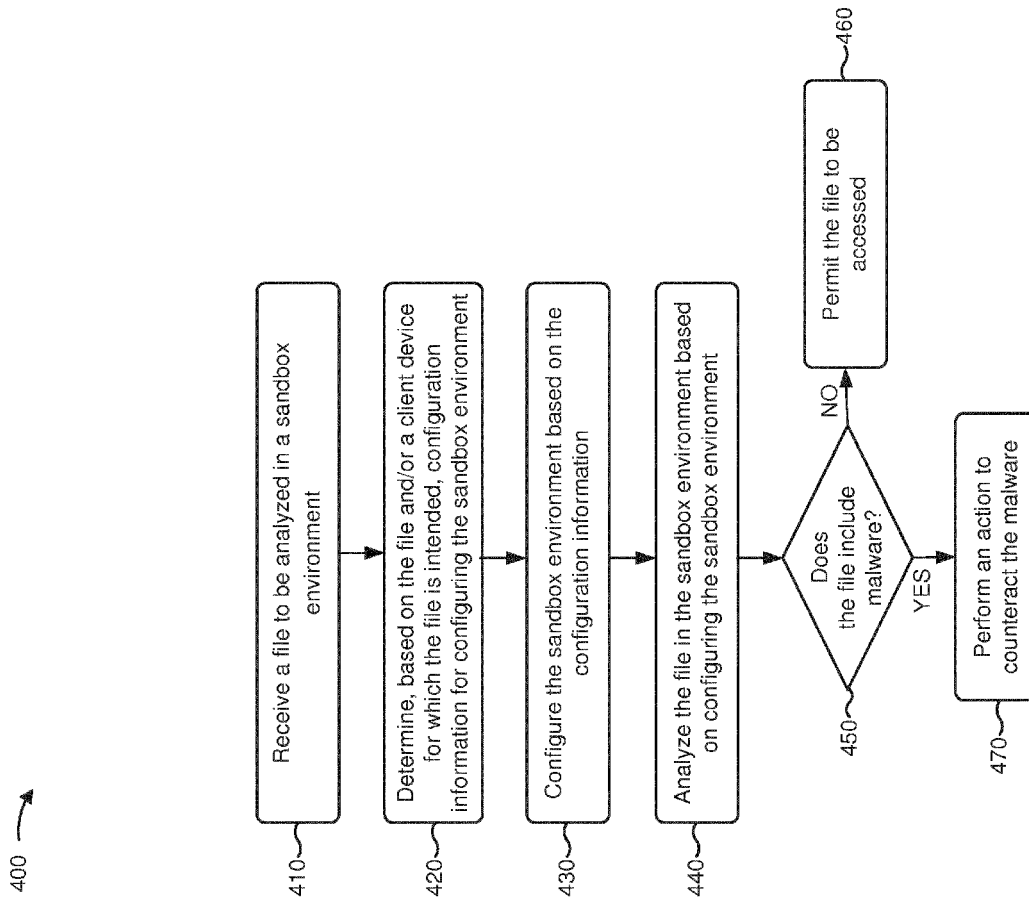 400
410
Receive a file to be analyzed in a sandbox
environment
420
Determine, based on the file and/or a client device
for which the file is intended, configuration
information for configuring the sandbox environment
430
Configure the sandbox environment based on the
configuration information
440
Analyze the file in the sandbox environment based
on configuring the sandbox environment
450
Does
the file include
malware?
NO
460
Permit the file to be
accessed
YES
470
Perform an action to
counteract the malware